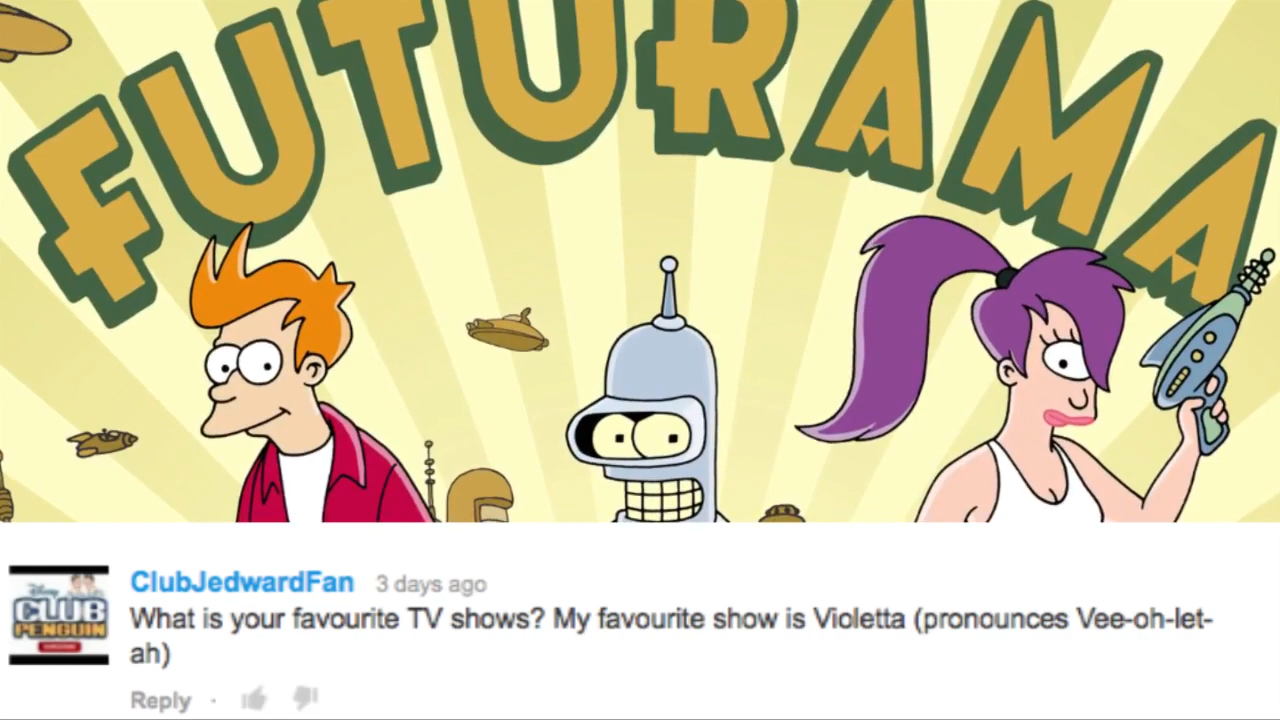 FUTURAMA
Disney
CLUB
PENGUIN
ClubJedwardFan 3 days ago
What is your favourite TV shows? My favourite show is Violetta (pronounces Vee-oh-let-
ah)
Reply ·